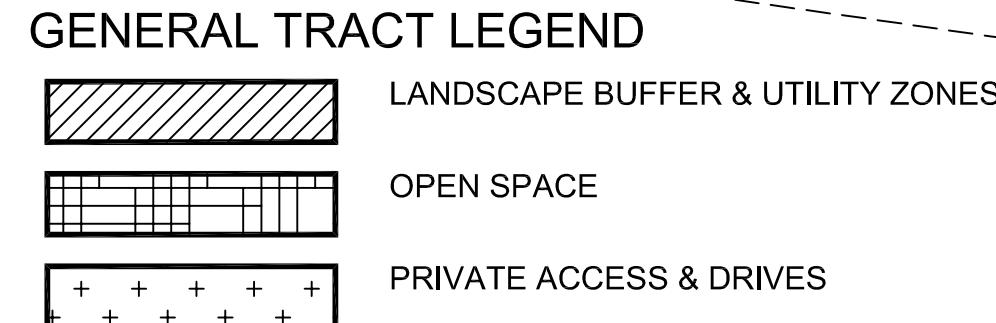 GENERAL TRACT LEGEND
LANDSCAPE BUFFER & UTILITY ZONES
OPEN SPACE
PRIVATE ACCESS & DRIVES